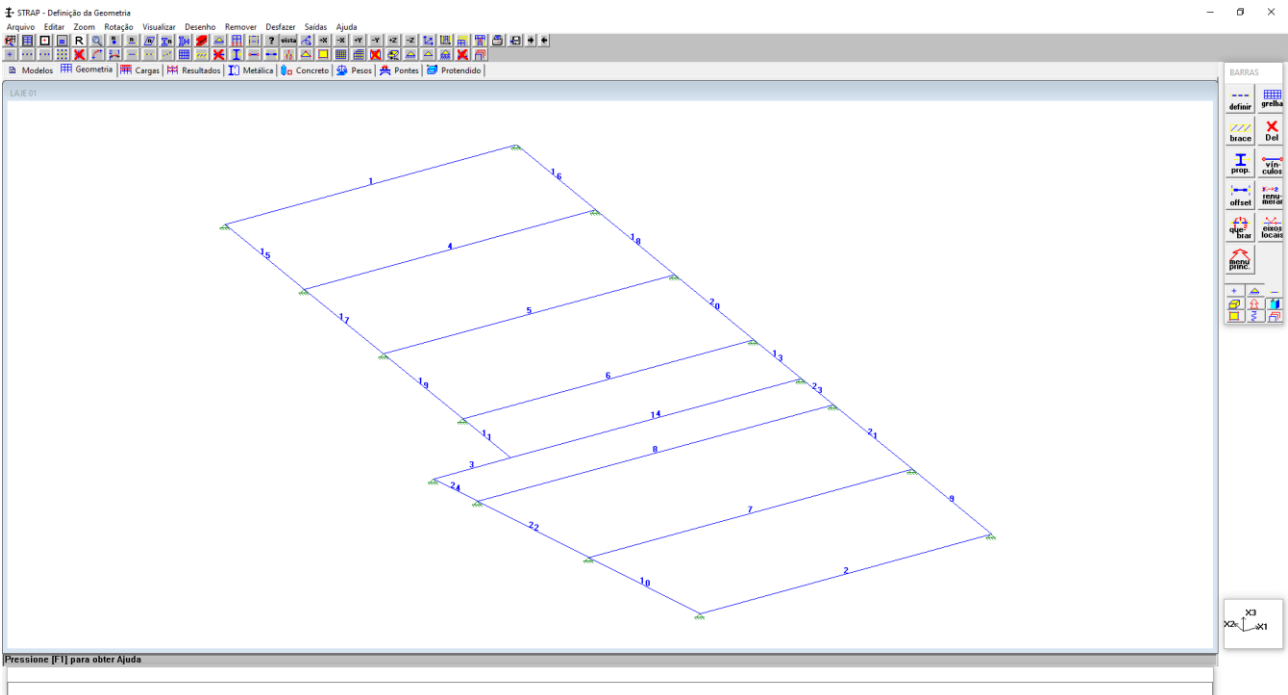 STRAP - Definição da Geometria
Arquivo Editar Zoom Rotação Visualizar Desenho Remover Desfazer Saídas Ajuda
R ? vista -X -X -Y -Y -Z -Z
Modelos Geometria Cargas Resultados Metálica Concreto Pesos Pontes Protendido
LAJE 01
BARRAS
definir grelha
brace Del
prop. vín-culos
offset renu-merar
que-brar eixos locais
menu princ.
1
16
4
18
15
5
20
17
6
13
19
14
23
11
8
21
3
24
7
9
22
2
10
X3
X2 X1
Pressione [F1] para obter Ajuda